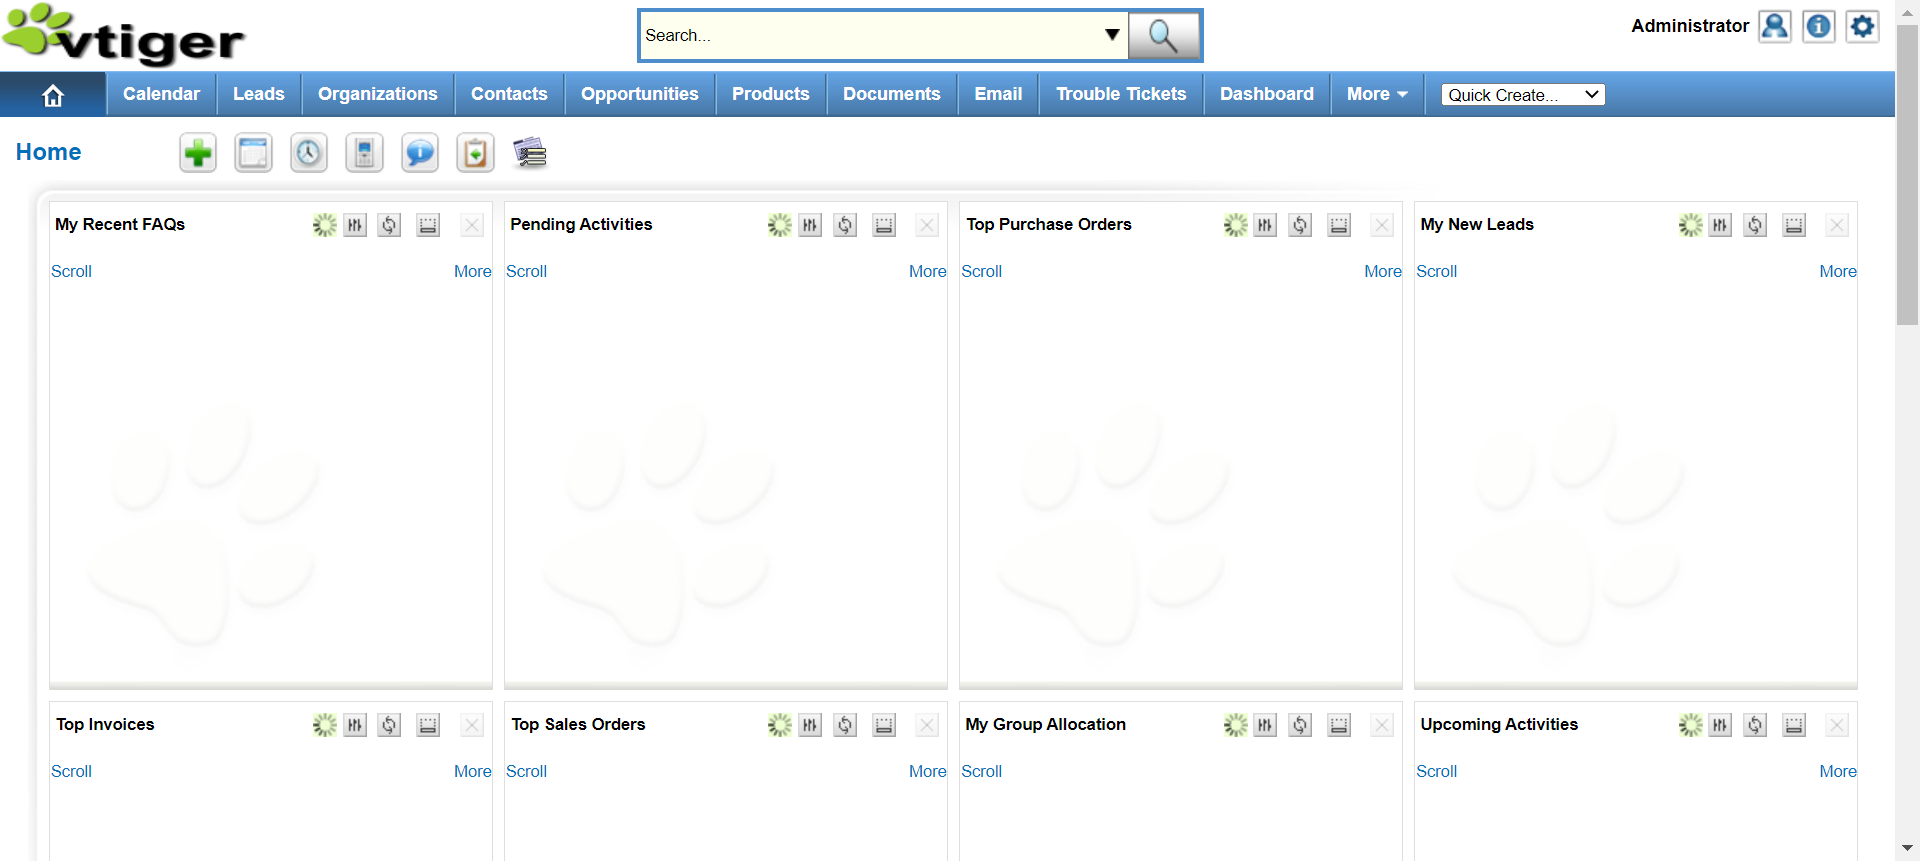 vtiger
Search...
Administrator
Calendar Leads Organizations Contacts Opportunities Products Documents Email Trouble Tickets Dashboard More Quick Create...
Home
My Recent FAQs Pending Activities Top Purchase Orders My New Leads
Scroll More Scroll More Scroll More Scroll More
Top Invoices Top Sales Orders My Group Allocation Upcoming Activities
Scroll More Scroll More Scroll Scroll More